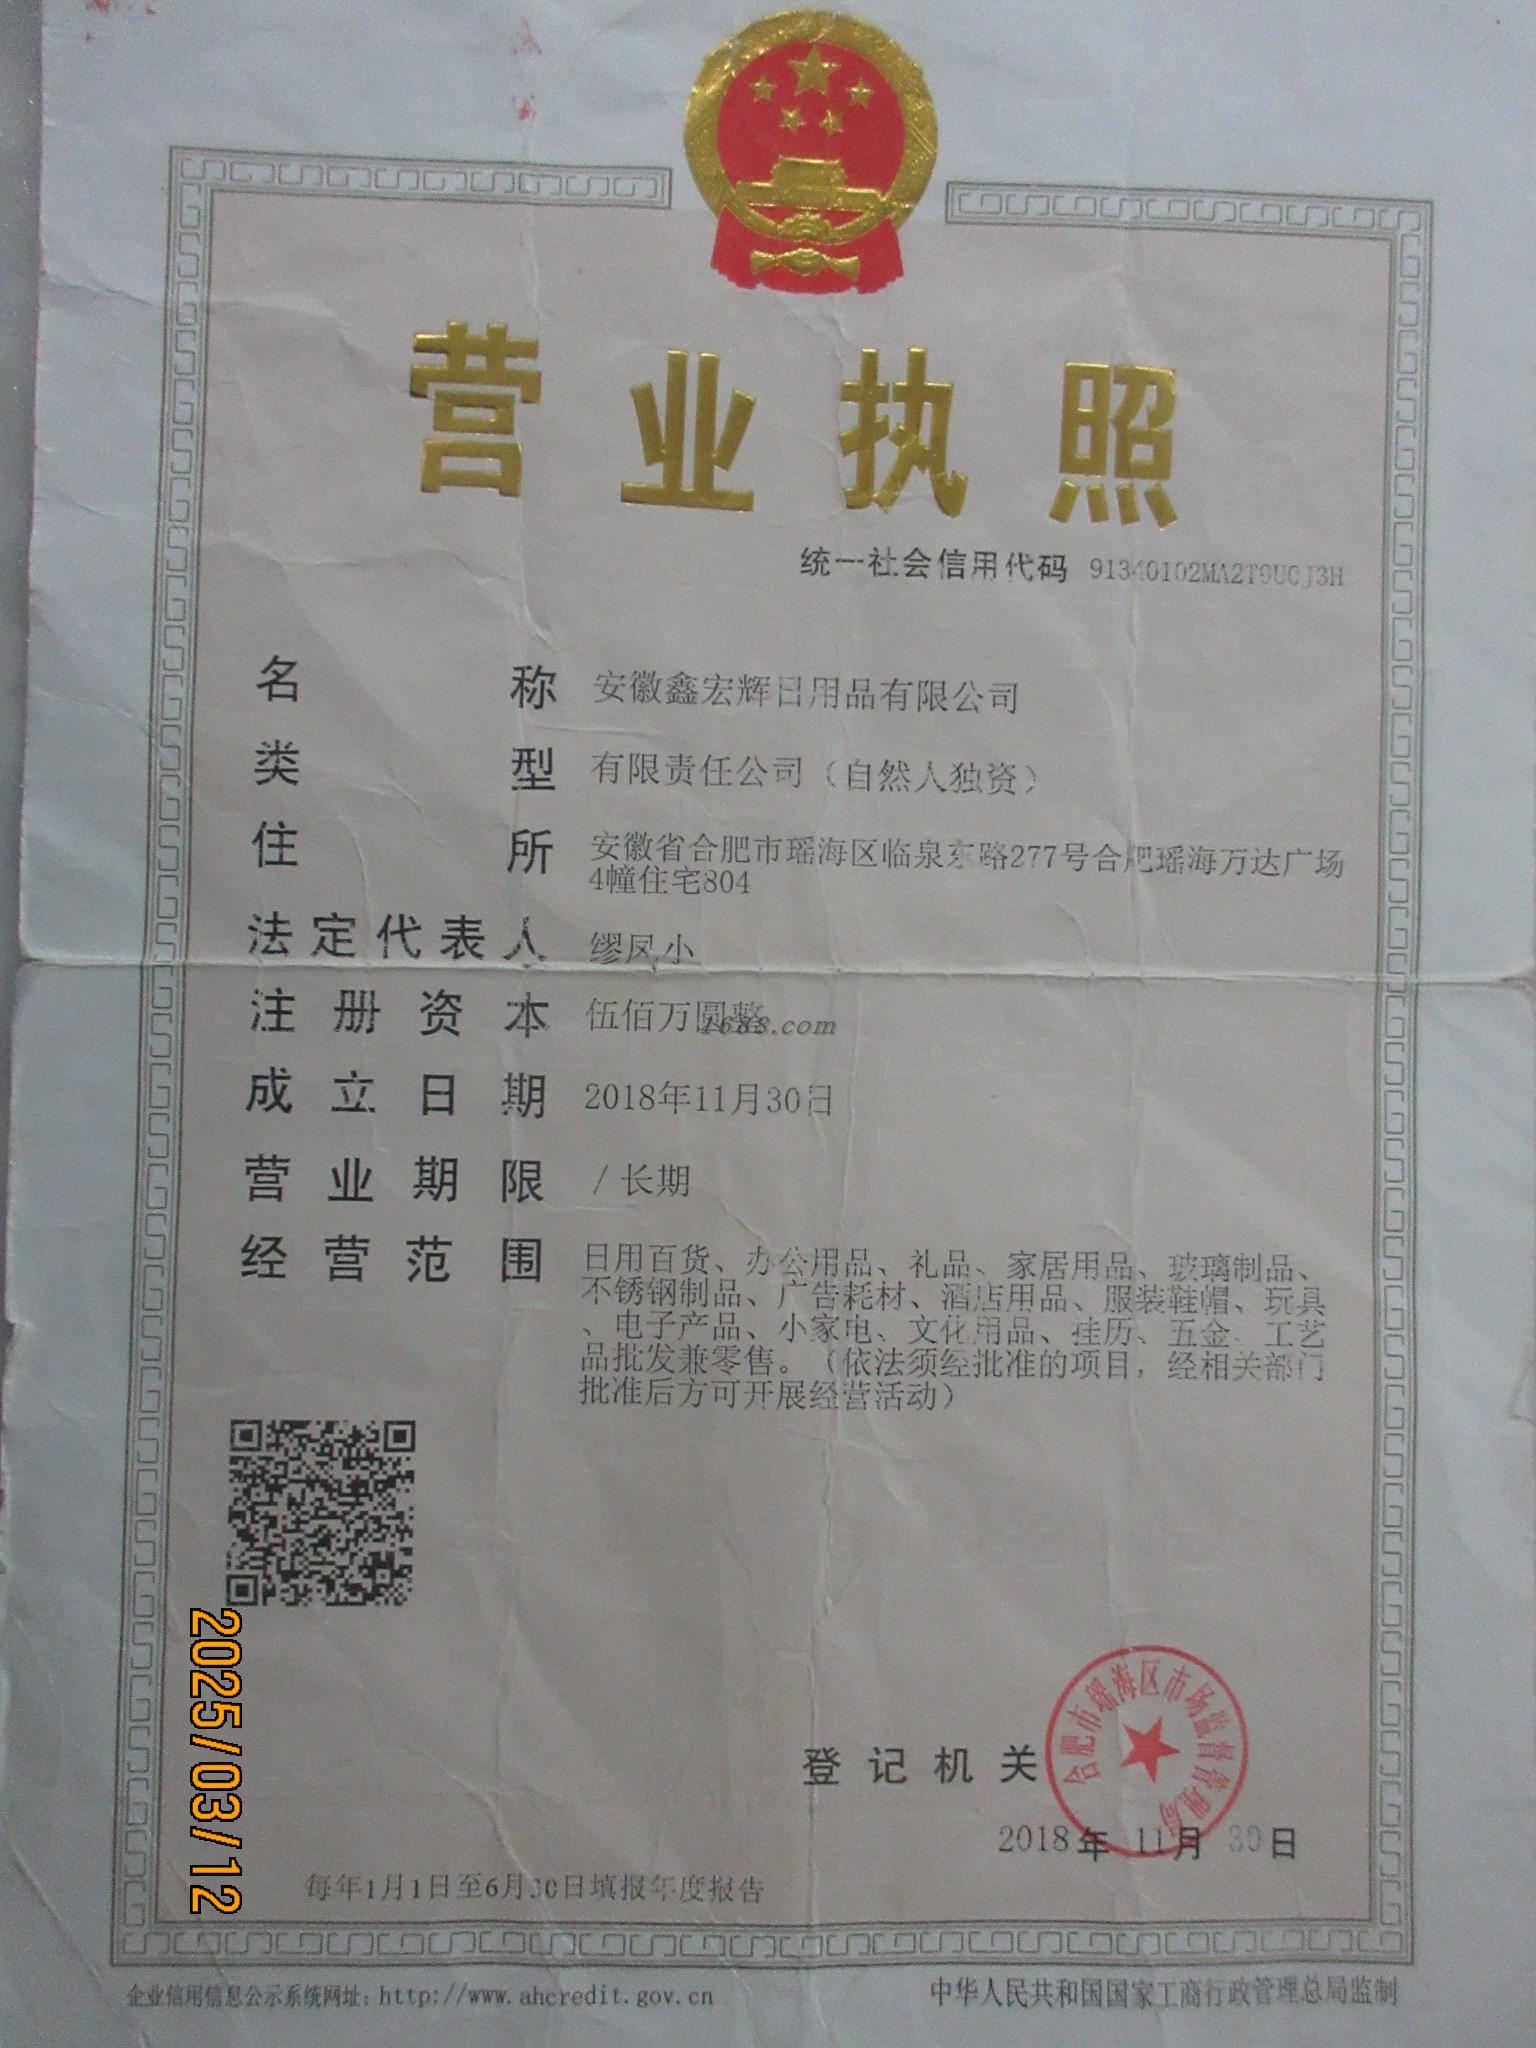 营业执照
统一社会信用代码 91340102MA2T9U0J3H
名称 安徽鑫宏辉日用品有限公司
类型 有限责任公司（自然人独资）
住所 安徽省合肥市瑶海区临泉东路277号合肥瑶海万达广场
4幢住宅804
法定代表人 缪凤小
注册资本 伍佰万圆整
1688.com
成立日期 2018年11月30日
营业期限 /长期
经营范围 日用百货、办公用品、礼品、家居用品、玻璃制品、
不锈钢制品、广告耗材、酒店用品、服装鞋帽、玩具
、电子产品、小家电、文化用品、挂历、五金、工艺
品批发兼零售。（依法须经批准的项目，经相关部门
批准后方可开展经营活动）
2025/03/12
登记机关
合肥市瑶海区市场监督管理局
2018年 11月 30日
每年1月1日至6月30日填报年度报告
企业信用信息公示系统网址：http://www.ahcredit.gov.cn
中华人民共和国国家工商行政管理总局监制